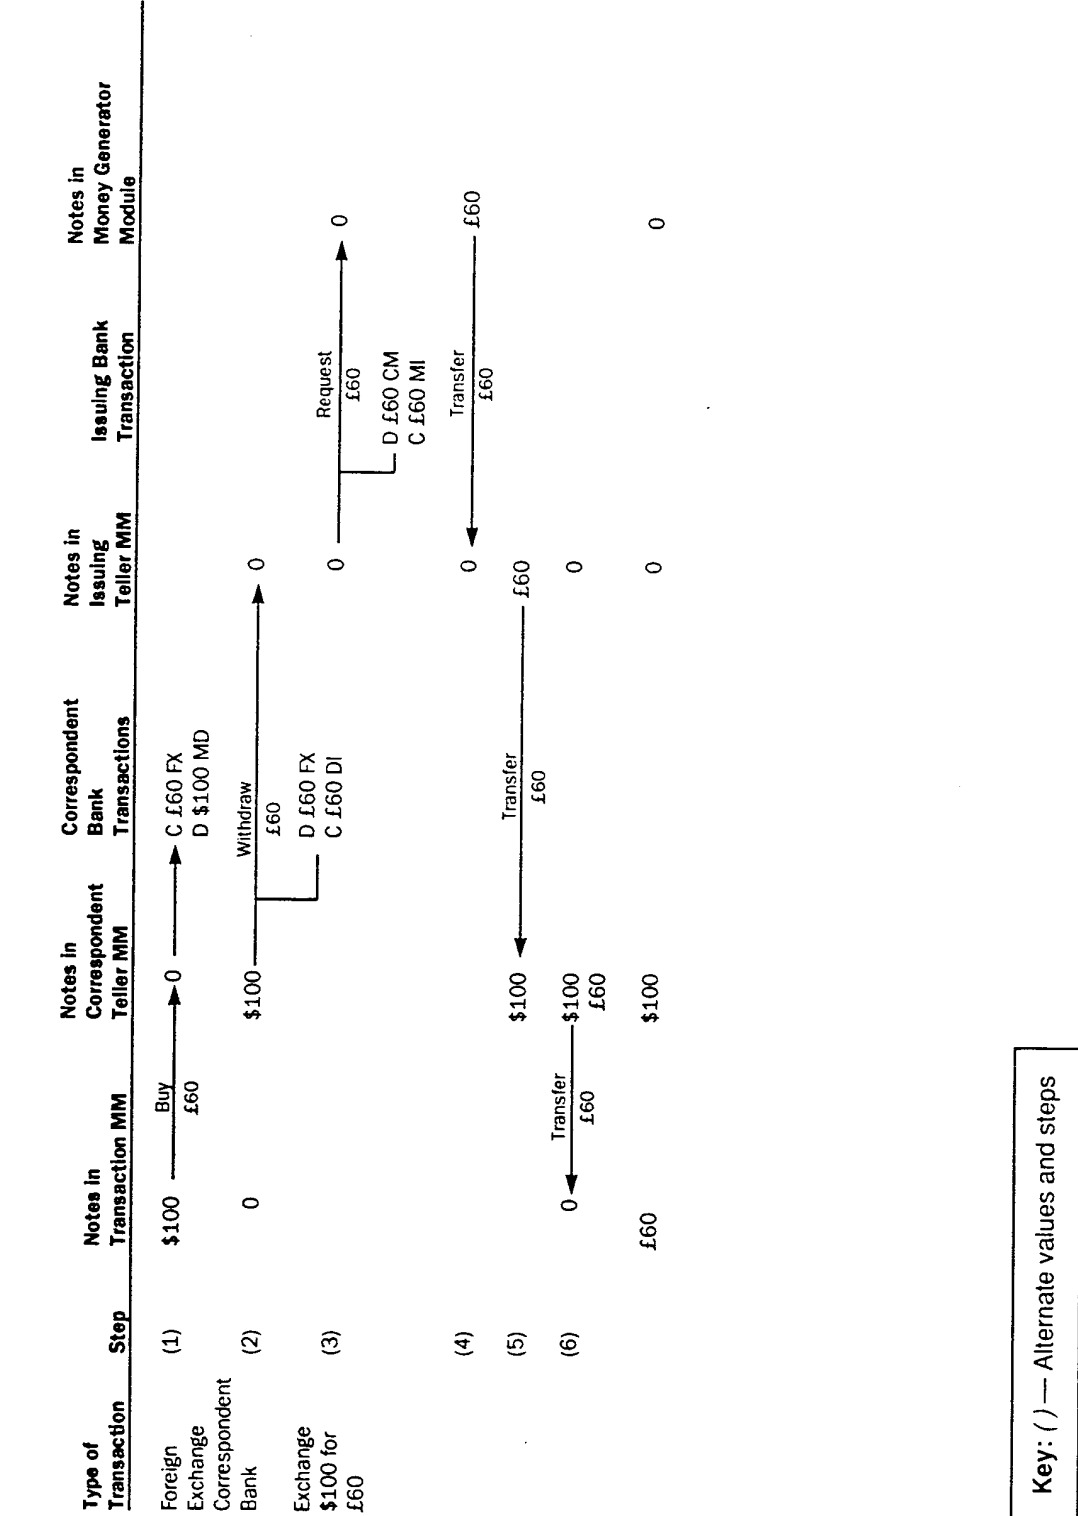 Type of
Transaction
Step
Notes in
Transaction MM
Notes in
Correspondent
Teller MM
Correspondent
Bank
Transactions
Notes in
Issuing
Teller MM
Issuing Bank
Transaction
Notes in
Money Generator
Module
Foreign
Exchange
Correspondent
Bank
Exchange
$100 for
£60
(1)
$100
Buy
£60
0
C £60 FX
D $100 MD
(2)
0
$100
Withdraw
£60
0
D £60 FX
C £60 DI
(3)
0
Request
£60
0
D £60 CM
C £60 MI
(4)
0
Transfer
£60
£60
(5)
$100
Transfer
£60
£60
(6)
0
Transfer
£60
$100
£60
0
£60
$100
0
0
Key: ( ) — Alternate values and steps